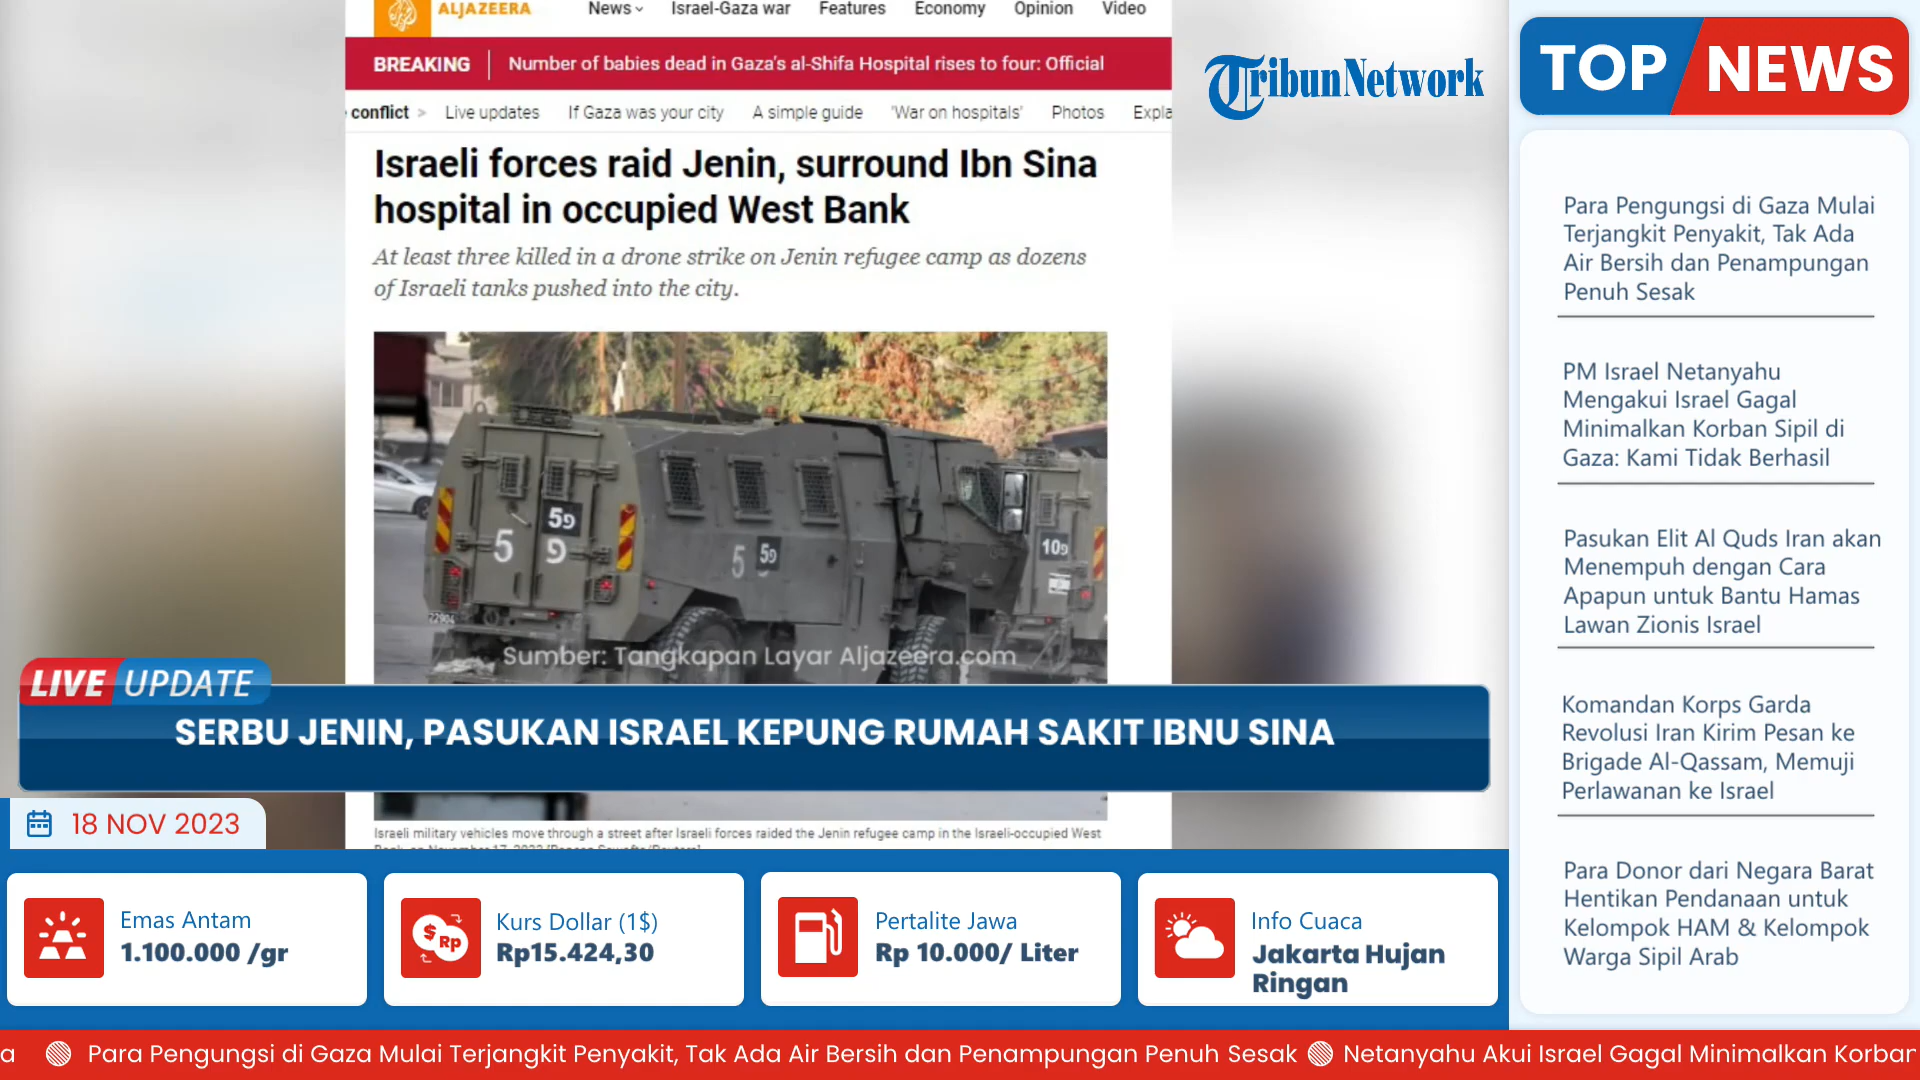 ALJAZEERA
News Israel-Gaza war Features Economy Opinion Video
BREAKING Number of babies dead in Gaza's al-Shifa Hospital rises to four: Official
conflict > Live updates If Gaza was your city A simple guide 'War on hospitals' Photos
Israeli forces raid Jenin, surround Ibn Sina
hospital in occupied West Bank
At least three killed in a drone strike on Jenin refugee camp as dozens
of Israeli tanks pushed into the city.
59
5 9
5 59
109
Sumber: Tangkapan Layar Aljazeera.com
TribunNetwork
LIVE UPDATE
SERBU JENIN, PASUKAN ISRAEL KEPUNG RUMAH SAKIT IBNU SINA
18 NOV 2023
Israeli military vehicles move through a street after Israeli forces raided the Jenin refugee camp in the Israeli-occupied West
Emas Antam
1.100.000 /gr
Kurs Dollar (1$)
Rp15.424,30
Pertalite Jawa
Rp 10.000/ Liter
Info Cuaca
Jakarta Hujan
Ringan
TOP NEWS
Para Pengungsi di Gaza Mulai
Terjangkit Penyakit, Tak Ada
Air Bersih dan Penampungan
Penuh Sesak
PM Israel Netanyahu
Mengakui Israel Gagal
Minimalkan Korban Sipil di
Gaza: Kami Tidak Berhasil
Pasukan Elit Al Quds Iran akan
Menempuh dengan Cara
Apapun untuk Bantu Hamas
Lawan Zionis Israel
Komandan Korps Garda
Revolusi Iran Kirim Pesan ke
Brigade Al-Qassam, Memuji
Perlawanan ke Israel
Para Donor dari Negara Barat
Hentikan Pendanaan untuk
Kelompok HAM & Kelompok
Warga Sipil Arab
a Para Pengungsi di Gaza Mulai Terjangkit Penyakit, Tak Ada Air Bersih dan Penampungan Penuh Sesak Netanyahu Akui Israel Gagal Minimalkan Korban